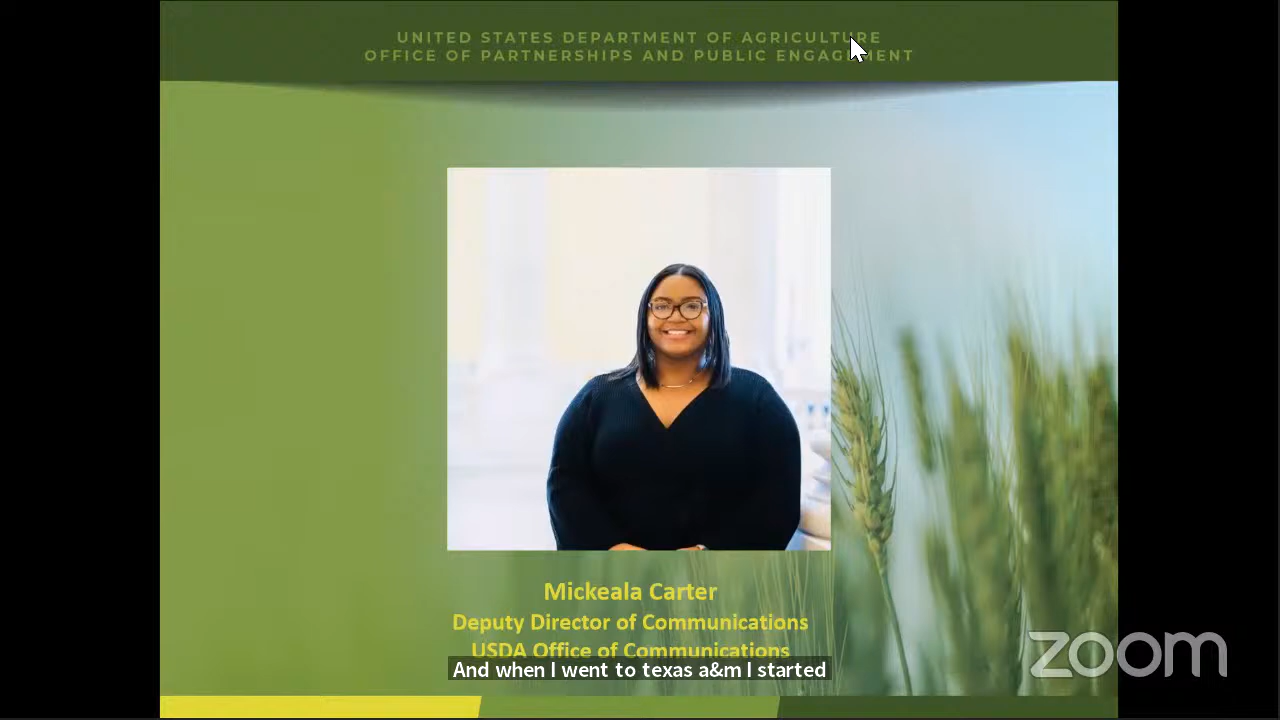 UNITED STATES DEPARTMENT OF AGRICULTURE
OFFICE OF PARTNERSHIPS AND PUBLIC ENGAGEMENT
Mickeala Carter
Deputy Director of Communications
USDA Office of Communications
And when I went to texas a&m I started
zoom